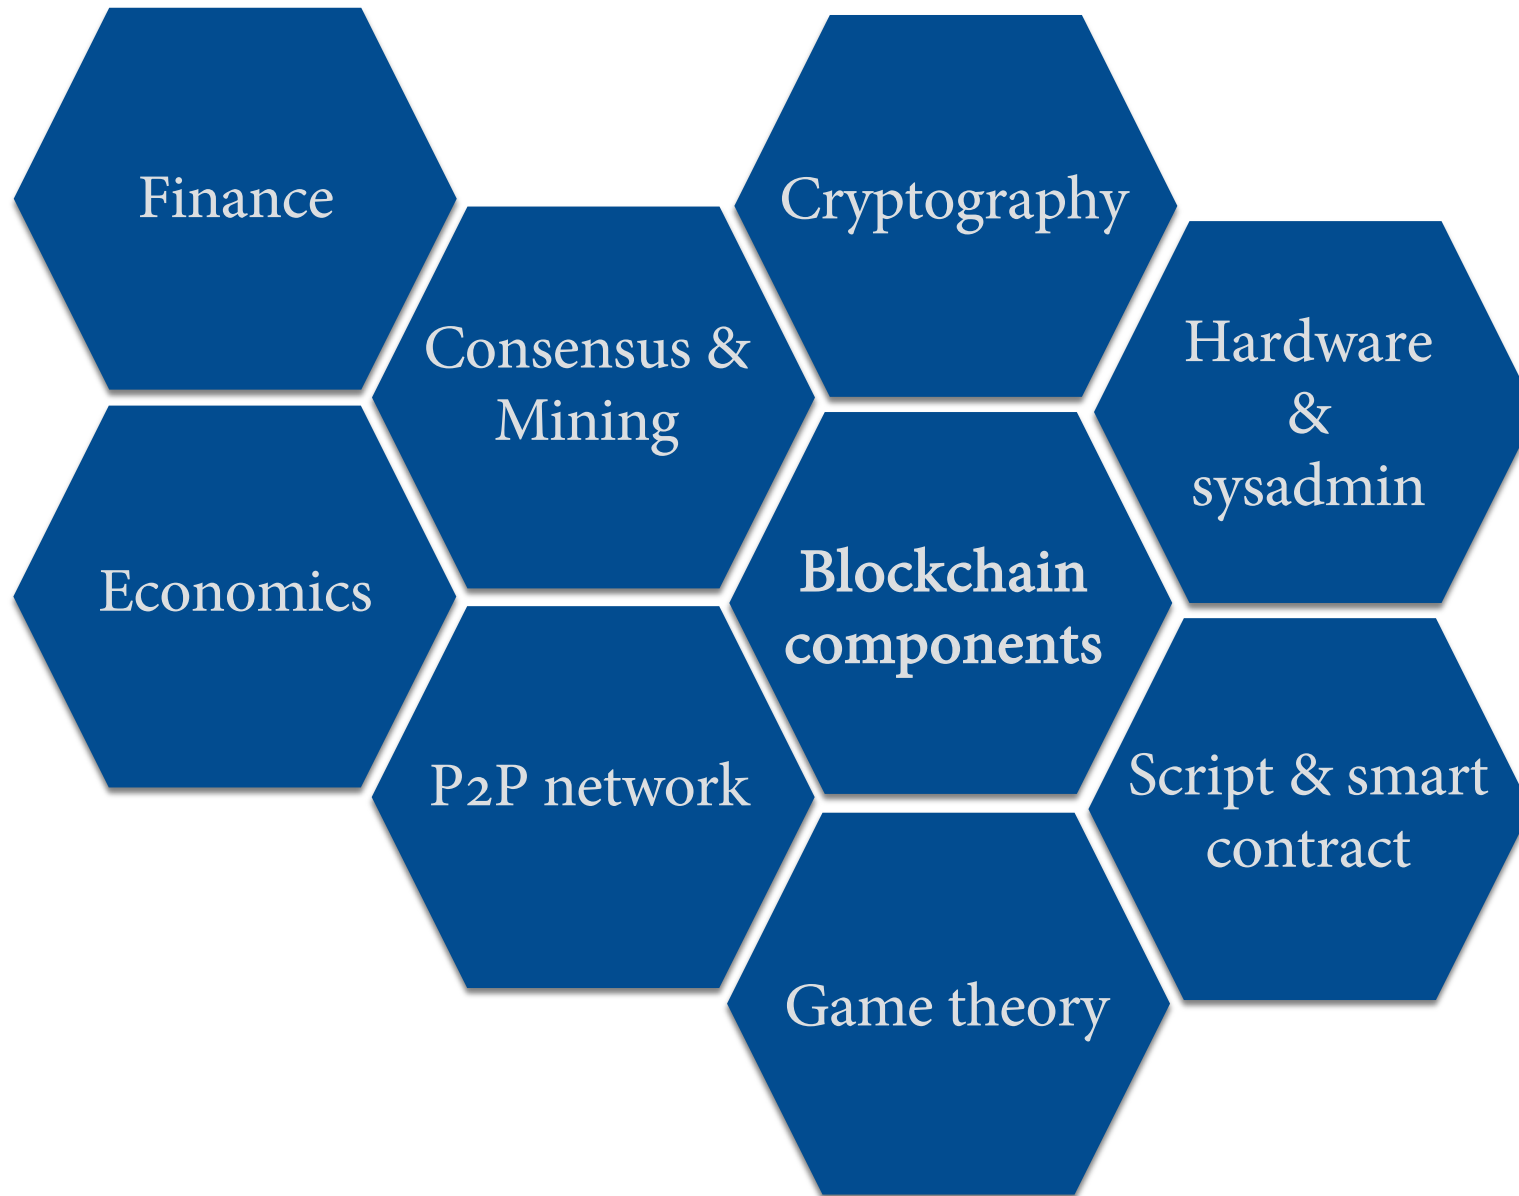 Finance
Cryptography
Consensus &
Mining
Hardware
&
sysadmin
Economics
Blockchain
components
P2P network
Script & smart
contract
Game theory